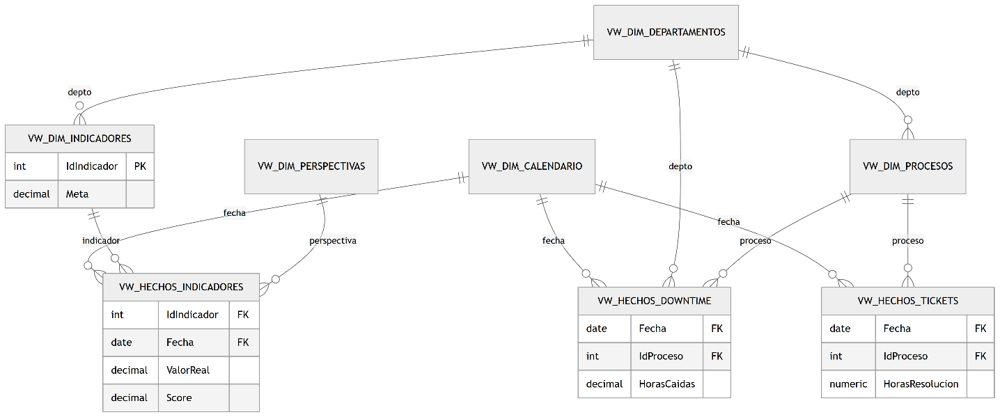 VW_DIM_DEPARTAMENTOS
depto
depto
VW_DIM_INDICADORES
int IdIndicador PK
decimal Meta
VW_DIM_PERSPECTIVAS
VW_DIM_CALENDARIO
depto
VW_DIM_PROCESOS
fecha
fecha
indicador
perspectiva
fecha
proceso
proceso
VW_HECHOS_INDICADORES
int IdIndicador FK
date Fecha FK
decimal ValorReal
decimal Score
VW_HECHOS_DOWNTIME
date Fecha FK
int IdProceso FK
decimal HorasCaidas
VW_HECHOS_TICKETS
date Fecha FK
int IdProceso FK
numeric HorasResolucion